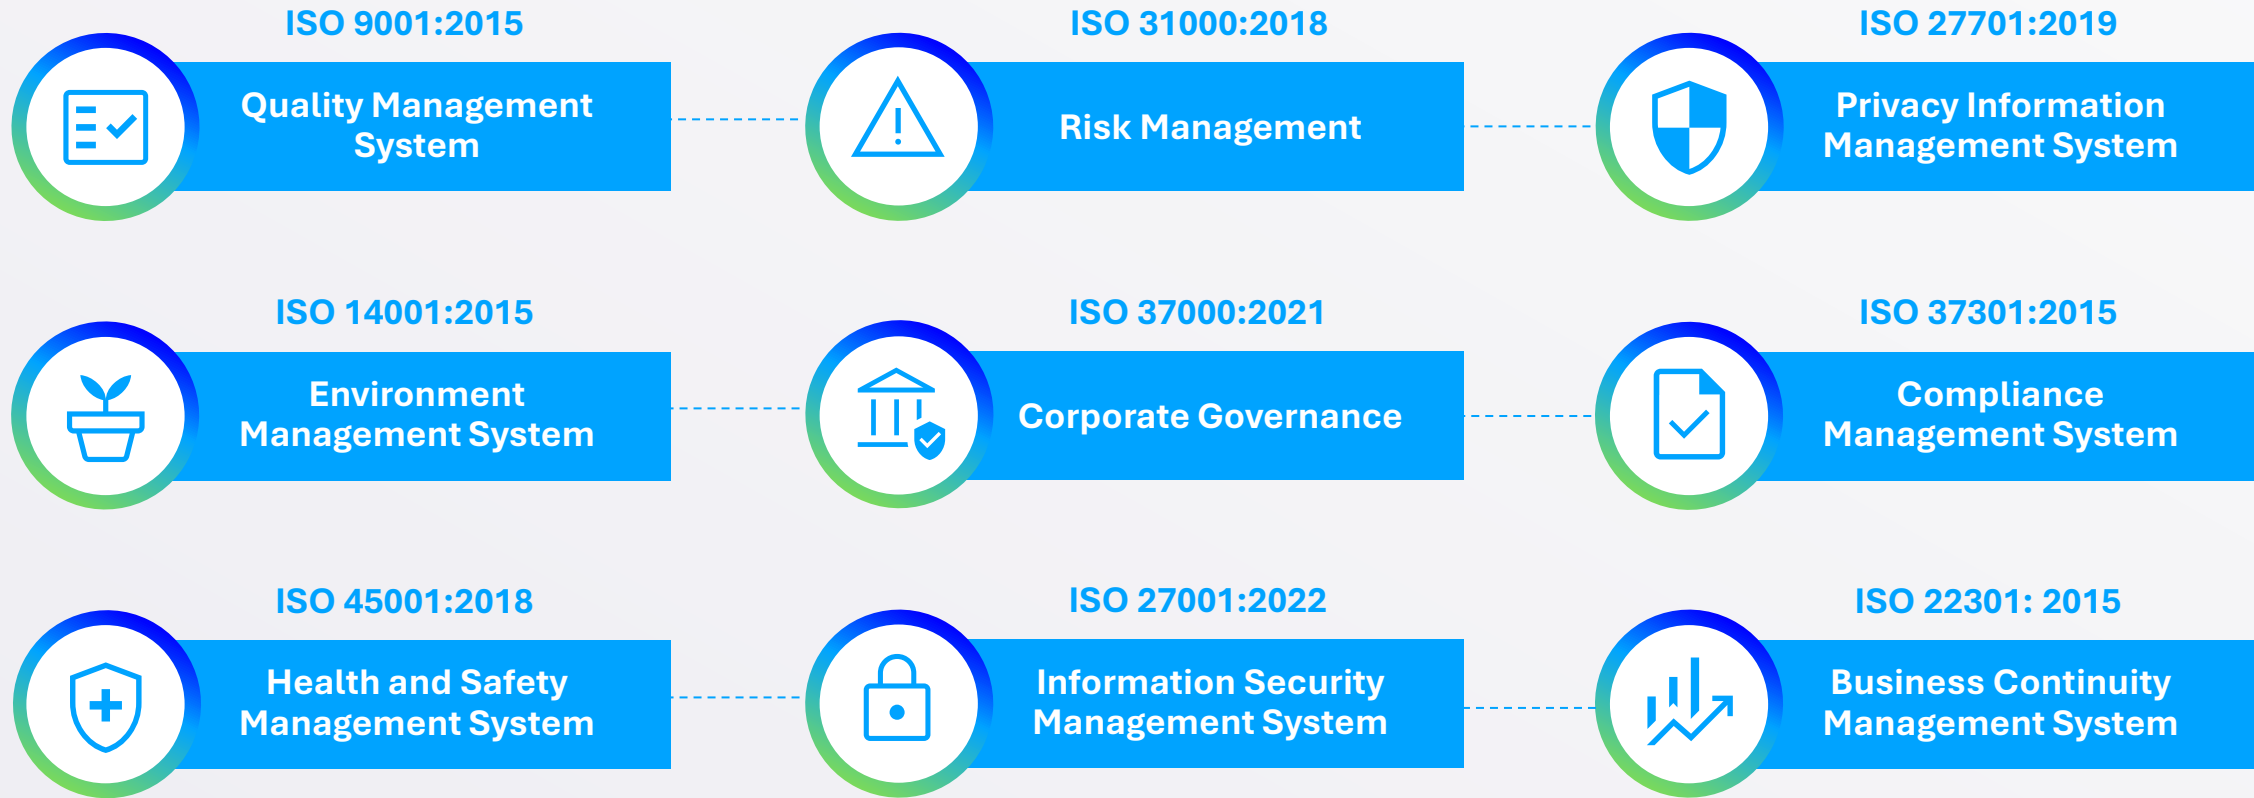 ISO 9001:2015
Quality Management
System
ISO 31000:2018
Risk Management
ISO 27701:2019
Privacy Information
Management System
ISO 14001:2015
Environment
Management System
ISO 37000:2021
Corporate Governance
ISO 37301:2015
Compliance
Management System
ISO 45001:2018
Health and Safety
Management System
ISO 27001:2022
Information Security
Management System
ISO 22301: 2015
Business Continuity
Management System